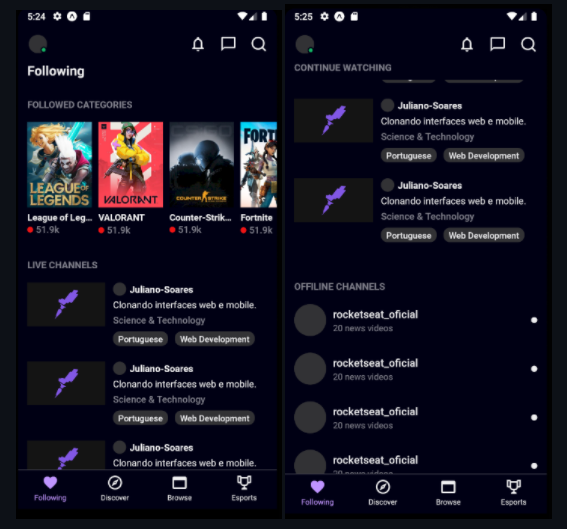 5:24
Following
FOLLOWED CATEGORIES
LEAGUE OF LEGENDS
VALORANT
COUNTER STRIKE
FORT
League of Leg...
VALORANT
Counter-Strik...
Fortnite
51.9k
51.9k
51.9k
51.9k
LIVE CHANNELS
Juliano-Soares
Clonando interfaces web e mobile.
Science & Technology
Portuguese Web Development
Juliano-Soares
Clonando interfaces web e mobile.
Science & Technology
Portuguese Web Development
Juliano-Soares
Clonando interfaces web e mobile.
Following Discover Browse Esports
5:25
CONTINUE WATCHING
Juliano-Soares
Clonando interfaces web e mobile.
Science & Technology
Portuguese Web Development
Juliano-Soares
Clonando interfaces web e mobile.
Science & Technology
Portuguese Web Development
OFFILINE CHANNELS
rocketseat_oficial
20 news videos
rocketseat_oficial
20 news videos
rocketseat_oficial
20 news videos
rocketseat_oficial
20 news videos
Following Discover Browse Esports